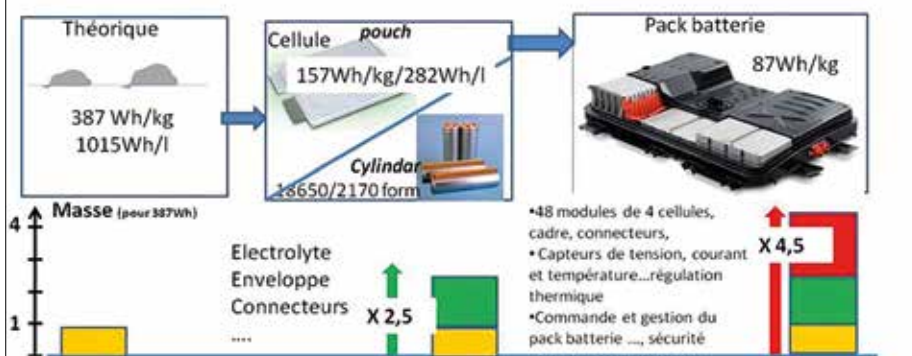 Théorique
387 Wh/kg
1015Wh/l
Cellule
pouch
157Wh/kg/282Wh/l
Cylindar
18650/2170 form
Pack batterie
87Wh/kg
Masse (pour 387Wh)
4
1
Electrolyte
Enveloppe
Connecteurs
....
X 2,5
•48 modules de 4 cellules,
cadre, connecteurs,
• Capteurs de tension, courant
et température...régulation
thermique
•Commande et gestion du
pack batterie ..., sécurité
X 4,5